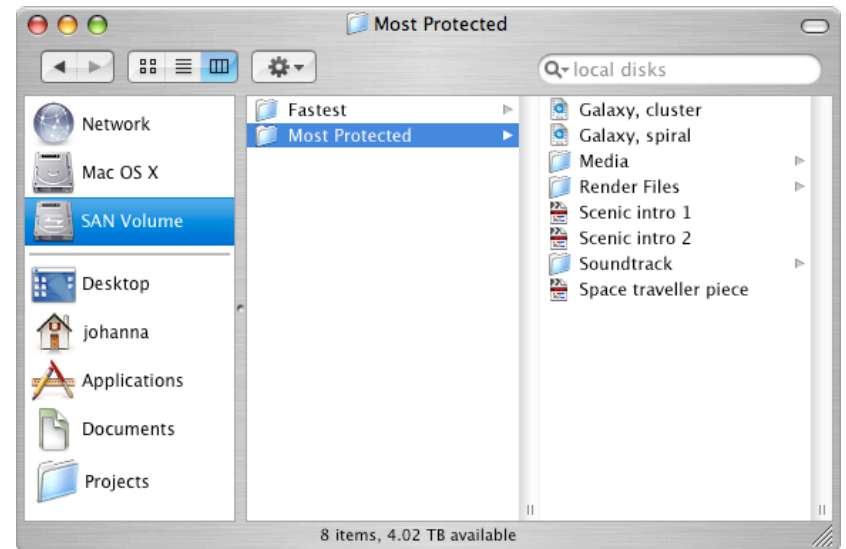 Most Protected
local disks
Network
Mac OS X
SAN Volume
Desktop
johanna
Applications
Documents
Projects
Fastest
Most Protected
Galaxy, cluster
Galaxy, spiral
Media
Render Files
Scenic intro 1
Scenic intro 2
Soundtrack
Space traveller piece
8 items, 4.02 TB available